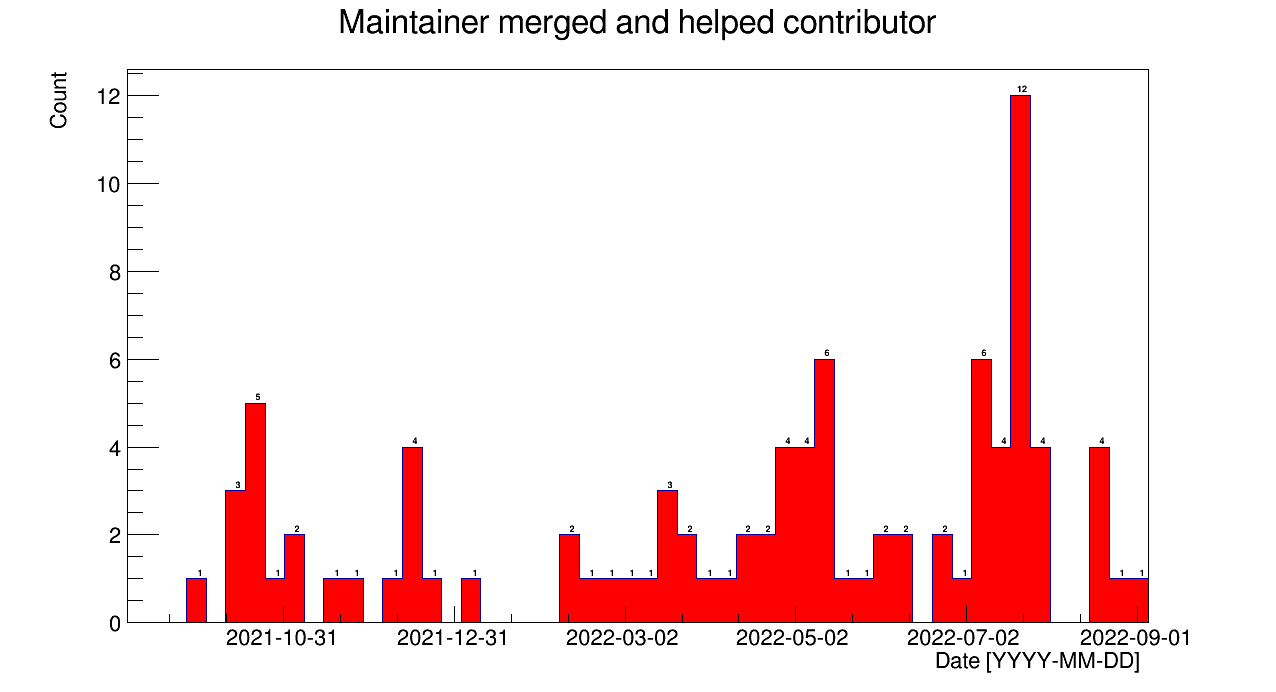 Maintainer merged and helped contributor
Count
12
10
8
6
4
2
0
1 3 5 1 2 1 1 1 4 1 1 2 1 1 1 1 3 2 1 1 2 2 4 4 6 1 1 2 2 2 1 6 4 12 4 4 1 1
2021-10-31 2021-12-31 2022-03-02 2022-05-02 2022-07-02 2022-09-01
Date [YYYY-MM-DD]